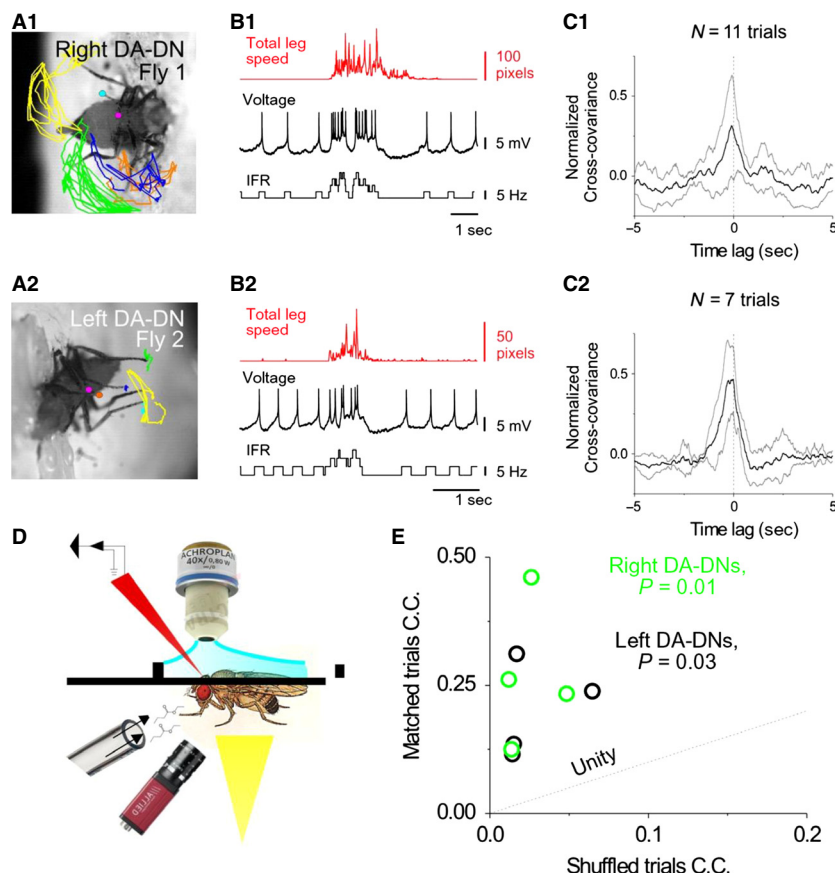 A1
Right DA-DN
Fly 1
B1
Total leg
speed
100
pixels
Voltage
5 mV
IFR
5 Hz
1 sec
C1
N = 11 trials
Normalized
Cross-covariance
0.5
0.0
−5
0
5
Time lag (sec)
A2
Left DA-DN
Fly 2
B2
Total leg
speed
50
pixels
Voltage
5 mV
IFR
5 Hz
1 sec
C2
N = 7 trials
Normalized
Cross-covariance
0.5
0.0
−5
0
5
Time lag (sec)
D
ACHROPLAN
40X/0,80 W
ALLIED
E
Matched trials C.C.
0.50
0.25
0.00
Right DA-DNs,
P = 0.01
Left DA-DNs,
P = 0.03
Unity
0.0
0.1
0.2
Shuffled trials C.C.